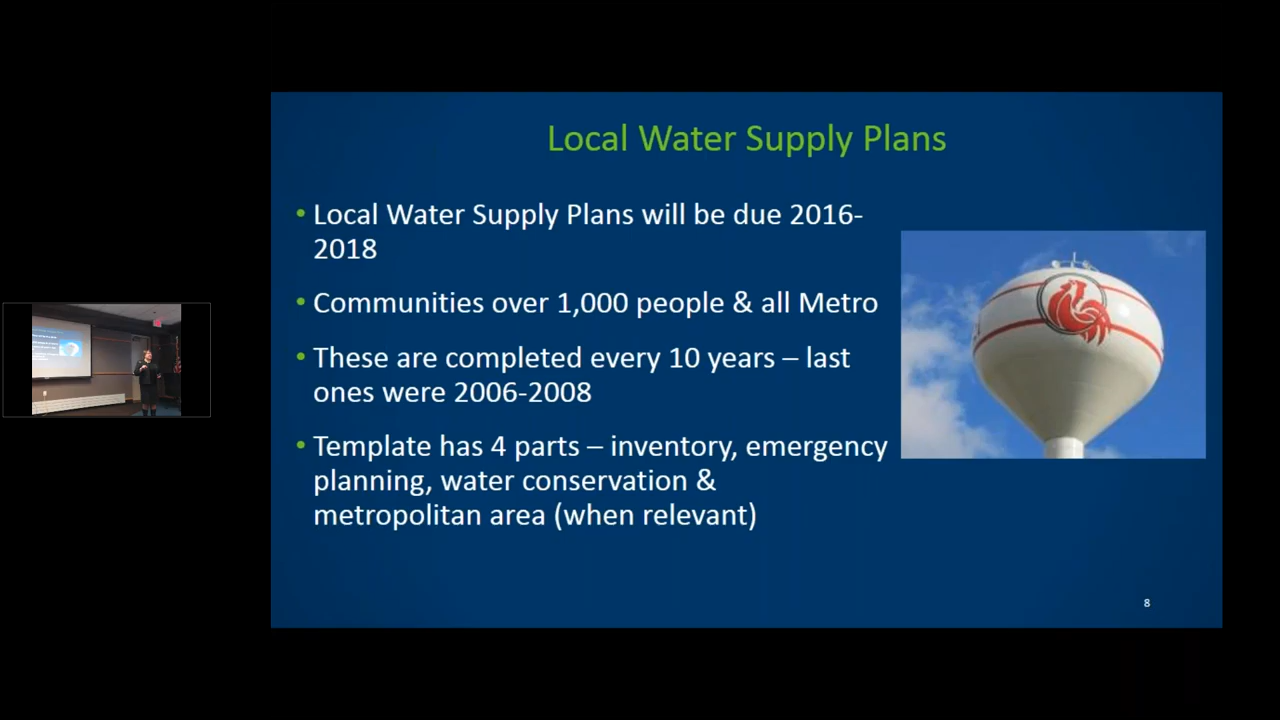 Local Water Supply Plans
• Local Water Supply Plans will be due 2016-
2018
• Communities over 1,000 people & all Metro
• These are completed every 10 years – last
ones were 2006-2008
• Template has 4 parts – inventory, emergency
planning, water conservation &
metropolitan area (when relevant)
8